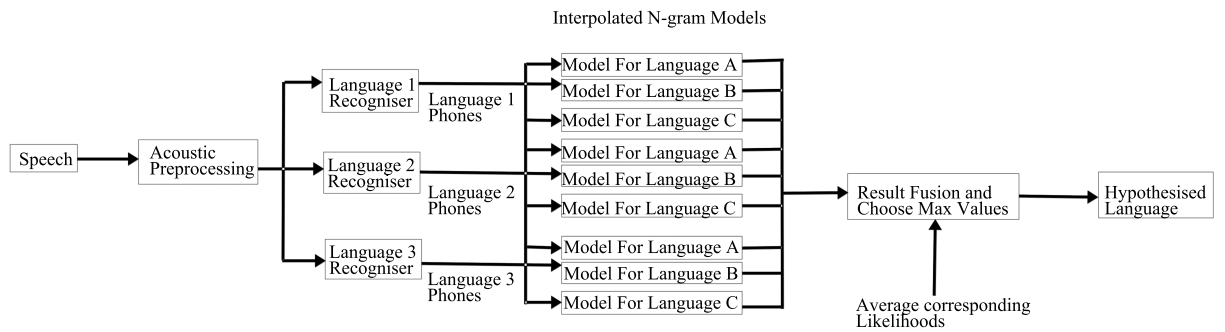 Interpolated N-gram Models
Speech
Acoustic
Preprocessing
Language 1
Recogniser
Language 1
Phones
Language 2
Recogniser
Language 2
Phones
Language 3
Recogniser
Language 3
Phones
Model For Language A
Model For Language B
Model For Language C
Model For Language A
Model For Language B
Model For Language C
Model For Language A
Model For Language B
Model For Language C
Result Fusion and
Choose Max Values
Average corresponding
Likelihoods
Hypothesised
Language